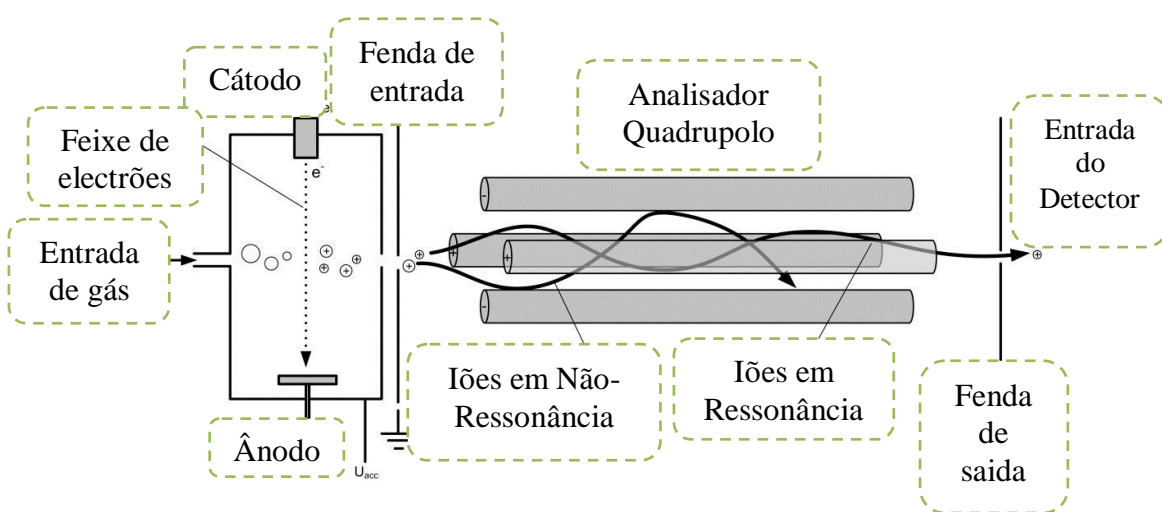 Cátodo
Fenda de
entrada
Analisador
Quadrupolo
Entrada
do
Detector
Feixe de
electrões
e⁻
Entrada
de gás
Iões em Não-
Ressonância
Iões em
Ressonância
Fenda
de
saida
Ânodo
Uacc